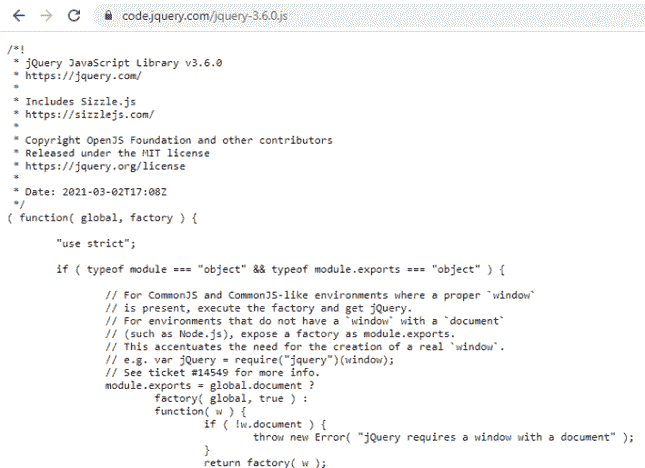 code.jquery.com/jquery-3.6.0.js
/*!
 * jQuery JavaScript Library v3.6.0
 * https://jquery.com/
 *
 * Includes Sizzle.js
 * https://sizzlejs.com/
 *
 * Copyright OpenJS Foundation and other contributors
 * Released under the MIT license
 * https://jquery.org/license
 *
 * Date: 2021-03-02T17:08Z
 */
( function( global, factory ) {
"use strict";
if ( typeof module === "object" && typeof module.exports === "object" ) {
// For CommonJS and CommonJS-like environments where a proper `window`
// is present, execute the factory and get jQuery.
// For environments that do not have a `window` with a `document`
// (such as Node.js), expose a factory as module.exports.
// This accentuates the need for the creation of a real `window`.
// e.g. var jQuery = require("jquery")(window);
// See ticket #14549 for more info.
module.exports = global.document ?
factory( global, true ) :
function( w ) {
if ( !w.document ) {
throw new Error( "jQuery requires a window with a document" );
}
return factory( w );